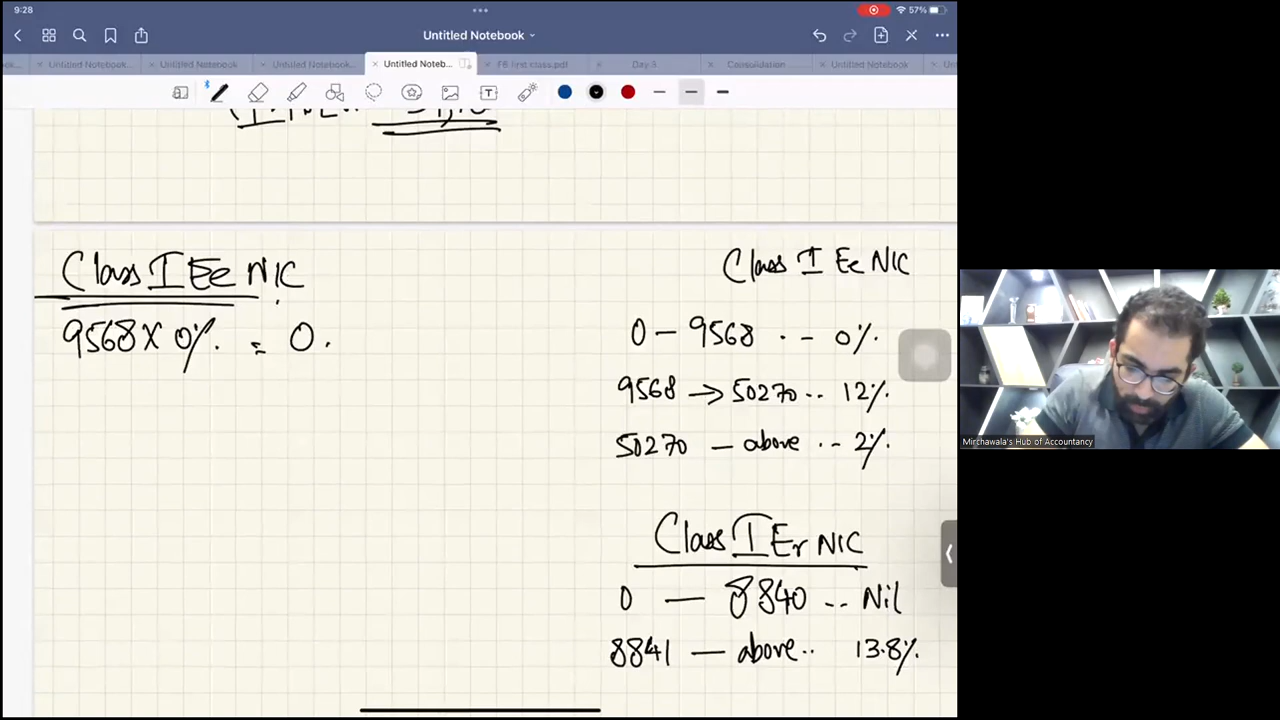 9:28
57%
Untitled Notebook
Untitled Notebook...
Untitled Notebook
Untitled Notebook...
Untitled Noteb...
F6 first class.pdf
Day 3
Consolidation
Untitled Notebook
Class I Ee NIC
9568 × 0% = 0.
Class I Ee NIC
0 — 9568 . – 0%.
9568 → 50270 .. 12%.
50270 — above .. 2%.
Class I Er NIC
0 — 8840 .. Nil
8841 — above .. 13.8%.
Mirchawala's Hub of Accountancy